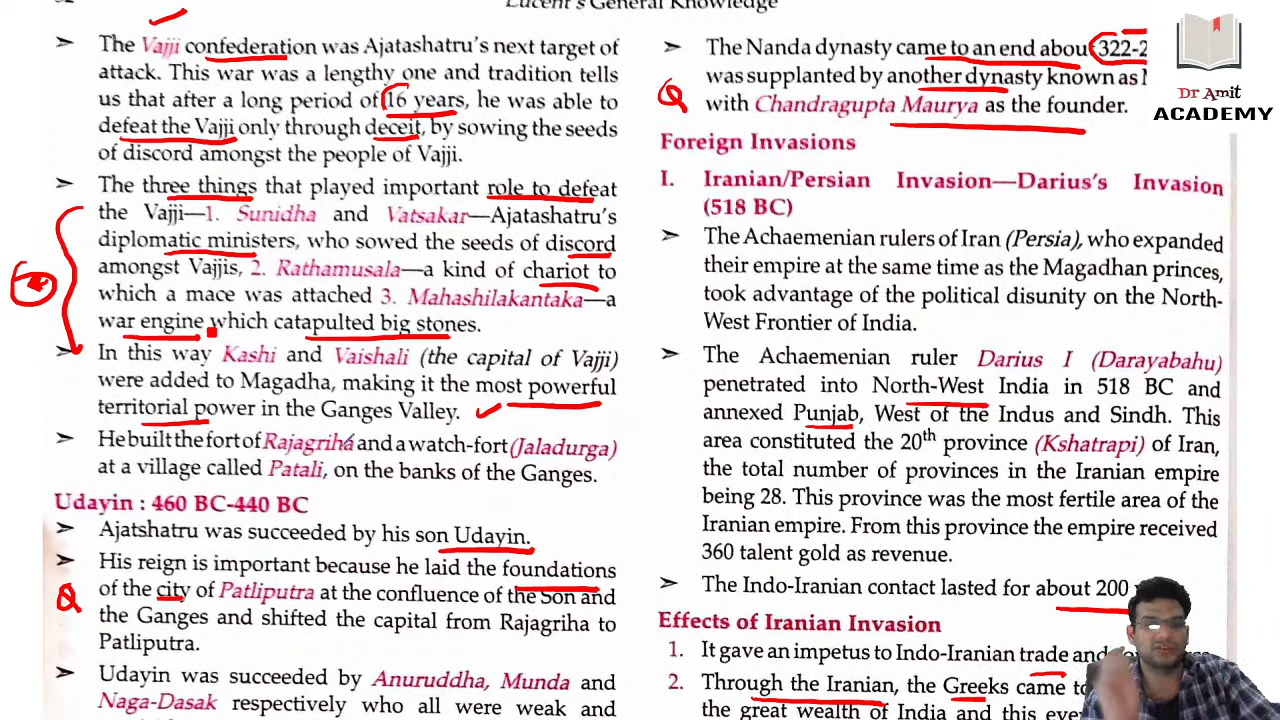 Lucent's General Knowledge
The Vajji confederation was Ajatashatru's next target of
attack. This war was a lengthy one and tradition tells
us that after a long period of 16 years, he was able to
defeat the Vajji only through deceit, by sowing the seeds
of discord amongst the people of Vajji.
The three things that played important role to defeat
the Vajji—1. Sunidha and Vatsakar—Ajatashatru's
diplomatic ministers, who sowed the seeds of discord
amongst Vajjis, 2. Rathamusala—a kind of chariot to
which a mace was attached 3. Mahashilakantaka—a
war engine which catapulted big stones.
In this way Kashi and Vaishali (the capital of Vajji)
were added to Magadha, making it the most powerful
territorial power in the Ganges Valley.
He built the fort of Rajagriha and a watch-fort (Jaladurga)
at a village called Patali, on the banks of the Ganges.
Udayin : 460 BC-440 BC
Ajatshatru was succeeded by his son Udayin.
His reign is important because he laid the foundations
Q of the city of Patliputra at the confluence of the Son and
the Ganges and shifted the capital from Rajagriha to
Patliputra.
Udayin was succeeded by Anuruddha, Munda and
Naga-Dasak respectively who all were weak and
The Nanda dynasty came to an end about 322-2
was supplanted by another dynasty known as
Q with Chandragupta Maurya as the founder.
Foreign Invasions
I. Iranian/Persian Invasion—Darius's Invasion
(518 BC)
The Achaemenian rulers of Iran (Persia), who expanded
their empire at the same time as the Magadhan princes,
took advantage of the political disunity on the North-
West Frontier of India.
The Achaemenian ruler Darius I (Darayabahu)
penetrated into North-West India in 518 BC and
annexed Punjab, West of the Indus and Sindh. This
area constituted the 20th province (Kshatrapi) of Iran,
the total number of provinces in the Iranian empire
being 28. This province was the most fertile area of the
Iranian empire. From this province the empire received
360 talent gold as revenue.
The Indo-Iranian contact lasted for about 200
Effects of Iranian Invasion
1. It gave an impetus to Indo-Iranian trade and
2. Through the Iranian, the Greeks came to
the great wealth of India and this
Dr Amit
ACADEMY